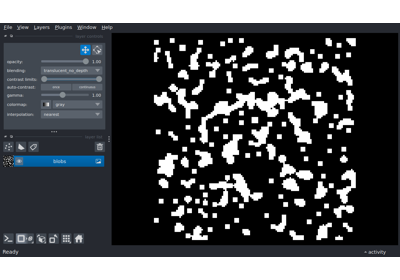 File View Layers Plugins Window Help
opacity: 1.00
blending: translucent_no_depth
contrast limits:
auto-contrast: once continuous
gamma: 1.00
colormap: gray
interpolation: nearest
blobs
Ready
activity